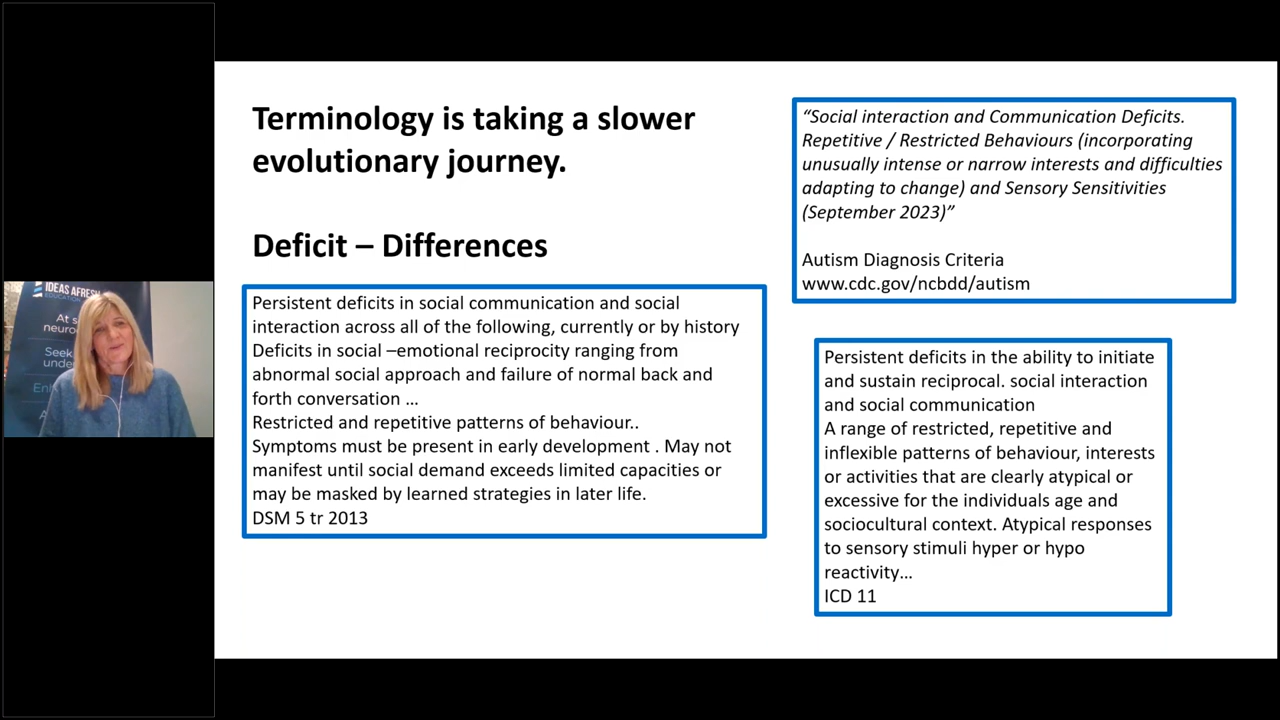 Terminology is taking a slower
evolutionary journey.
Deficit – Differences
Persistent deficits in social communication and social
interaction across all of the following, currently or by history
Deficits in social –emotional reciprocity ranging from
abnormal social approach and failure of normal back and
forth conversation …
Restricted and repetitive patterns of behaviour..
Symptoms must be present in early development . May not
manifest until social demand exceeds limited capacities or
may be masked by learned strategies in later life.
DSM 5 tr 2013
“Social interaction and Communication Deficits.
Repetitive / Restricted Behaviours (incorporating
unusually intense or narrow interests and difficulties
adapting to change) and Sensory Sensitivities
(September 2023)”
Autism Diagnosis Criteria
www.cdc.gov/ncbdd/autism
Persistent deficits in the ability to initiate
and sustain reciprocal. social interaction
and social communication
A range of restricted, repetitive and
inflexible patterns of behaviour, interests
or activities that are clearly atypical or
excessive for the individuals age and
sociocultural context. Atypical responses
to sensory stimuli hyper or hypo
reactivity…
ICD 11
IDEAS AFRESH
EDUCATION
At s
neuro
Seek
unde